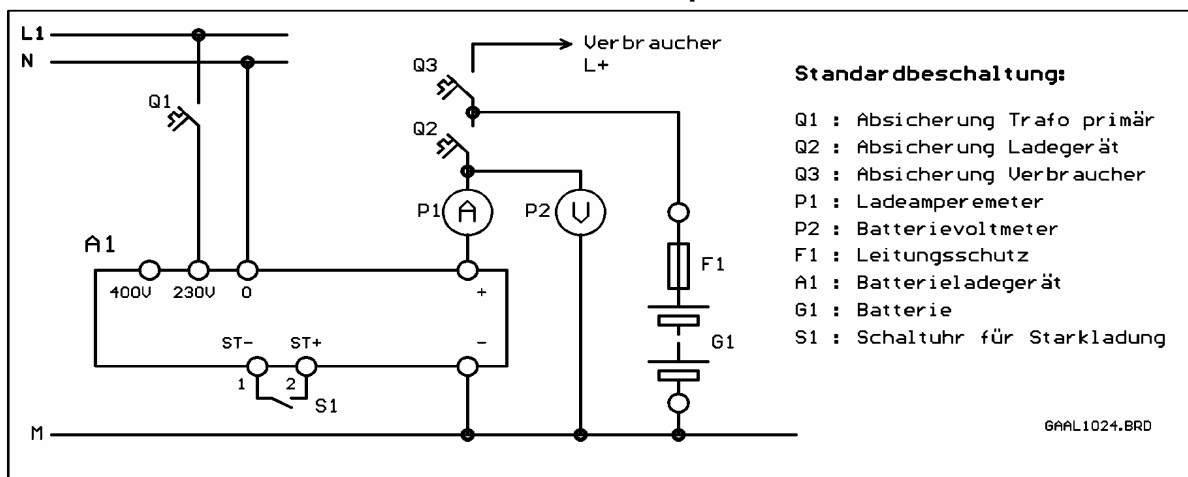 L1
N
Q1
Q3
Q2
Verbraucher
L+
P1
A
P2
V
F1
G1
A1
400V
230V
0
+
ST-
ST+
-
1
2
S1
M
Standardbeschaltung:
Q1 : Absicherung Trafo primär
Q2 : Absicherung Ladegerät
Q3 : Absicherung Verbraucher
P1 : Ladeamperemeter
P2 : Batterievoltmeter
F1 : Leitungsschutz
A1 : Batterieladegerät
G1 : Batterie
S1 : Schaltuhr für Starkladung
GAAL1024.BRD